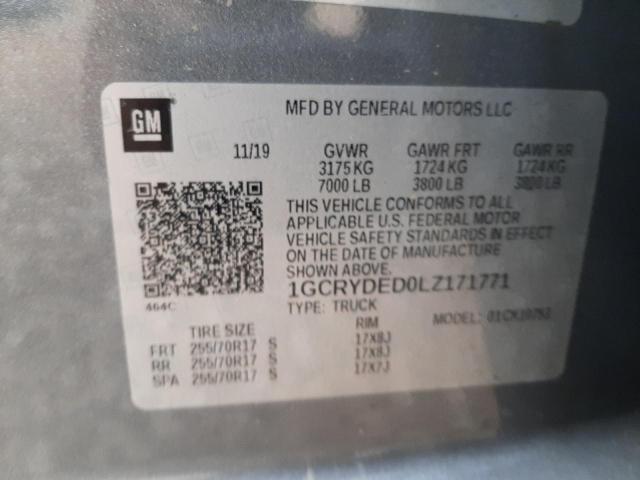 GM
MFD BY GENERAL MOTORS LLC
11/19 GVWR GAWR FRT GAWR RR
3175 KG 1724 KG 1724 KG
7000 LB 3800 LB 3800 LB
THIS VEHICLE CONFORMS TO ALL
APPLICABLE U.S. FEDERAL MOTOR
VEHICLE SAFETY STANDARDS IN EFFECT
ON THE DATE OF MANUFACTURE
SHOWN ABOVE.
1GCRYDED0LZ171771
464C
TYPE: TRUCK MODEL:
TIRE SIZE RIM
FRT 255/70R17 S 17X8J
RR 255/70R17 S 17X8J
SPA 255/70R17 S 17X7J